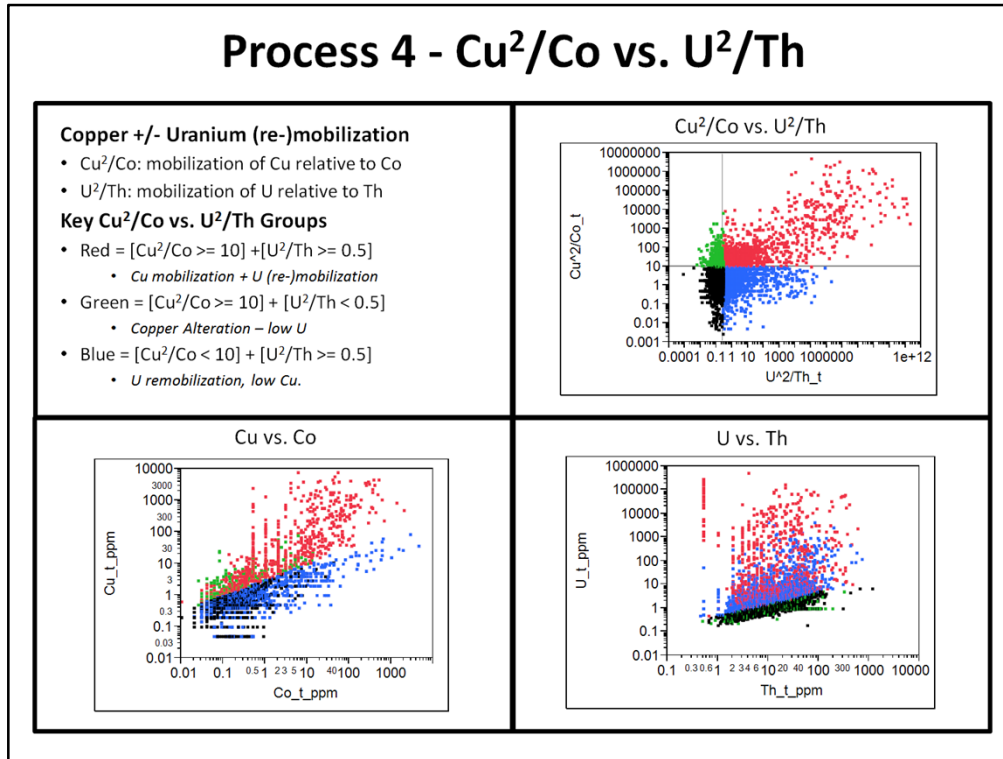 Process 4 - Cu²/Co vs. U²/Th
Copper +/- Uranium (re-)mobilization
• Cu²/Co: mobilization of Cu relative to Co
• U²/Th: mobilization of U relative to Th
Key Cu²/Co vs. U²/Th Groups
• Red = [Cu²/Co >= 10] +[U²/Th >= 0.5]
• Cu mobilization + U (re-)mobilization
• Green = [Cu²/Co >= 10] + [U²/Th < 0.5]
• Copper Alteration – low U
• Blue = [Cu²/Co < 10] + [U²/Th >= 0.5]
• U remobilization, low Cu.
Cu²/Co vs. U²/Th
Cu^2/Co_t
10000000
1000000
100000
10000
1000
100
10
1
0.1
0.01
0.001
0.0001 0.1 1 10 1000 1000000 1e+12
U^2/Th_t
Cu vs. Co
Cu_t_ppm
10000
3000
1000
300
100
30
10
3
1
0.3
0.1
0.03
0.01
0.01 0.1 0.5 1 2 3 5 10 40 100 1000
Co_t_ppm
U vs. Th
U_t_ppm
1000000
100000
10000
1000
100
10
1
0.1
0.01
0.1 0.3 0.6 1 2 3 4 6 10 20 40 100 300 1000 10000
Th_t_ppm